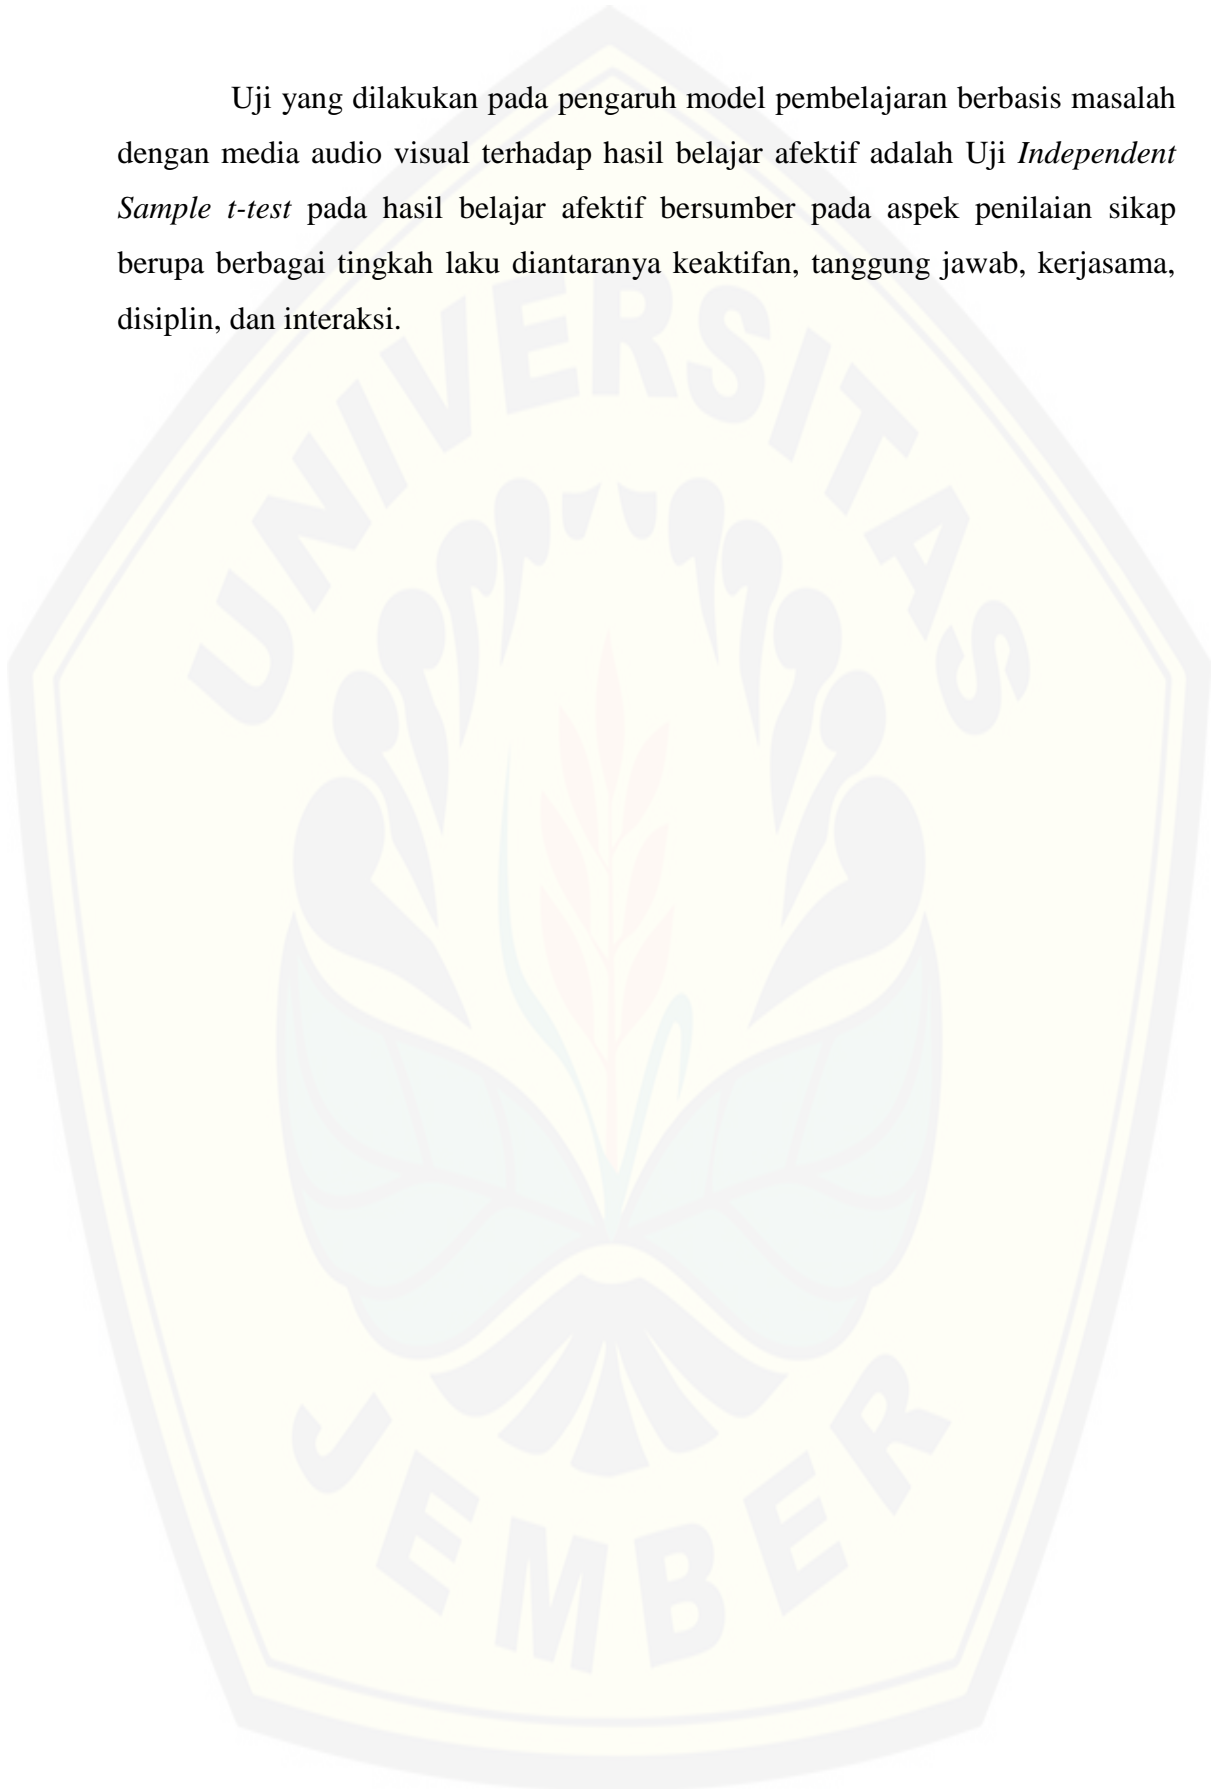 Uji yang dilakukan pada pengaruh model pembelajaran berbasis masalah
dengan media audio visual terhadap hasil belajar afektif adalah Uji Independent
Sample t-test pada hasil belajar afektif bersumber pada aspek penilaian sikap
berupa berbagai tingkah laku diantaranya keaktifan, tanggung jawab, kerjasama,
disiplin, dan interaksi.
UNIVERSITAS
JEMBER